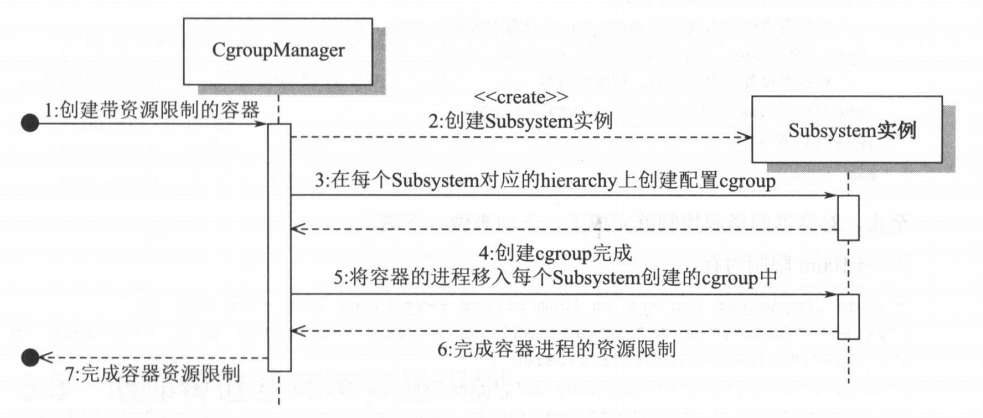 CgroupManager
1:创建带资源限制的容器
<<create>>
2:创建Subsystem实例
Subsystem实例
3:在每个Subsystem对应的hierarchy上创建配置cgroup
4:创建cgroup完成
5:将容器的进程移入每个Subsystem创建的cgroup中
6:完成容器进程的资源限制
7:完成容器资源限制